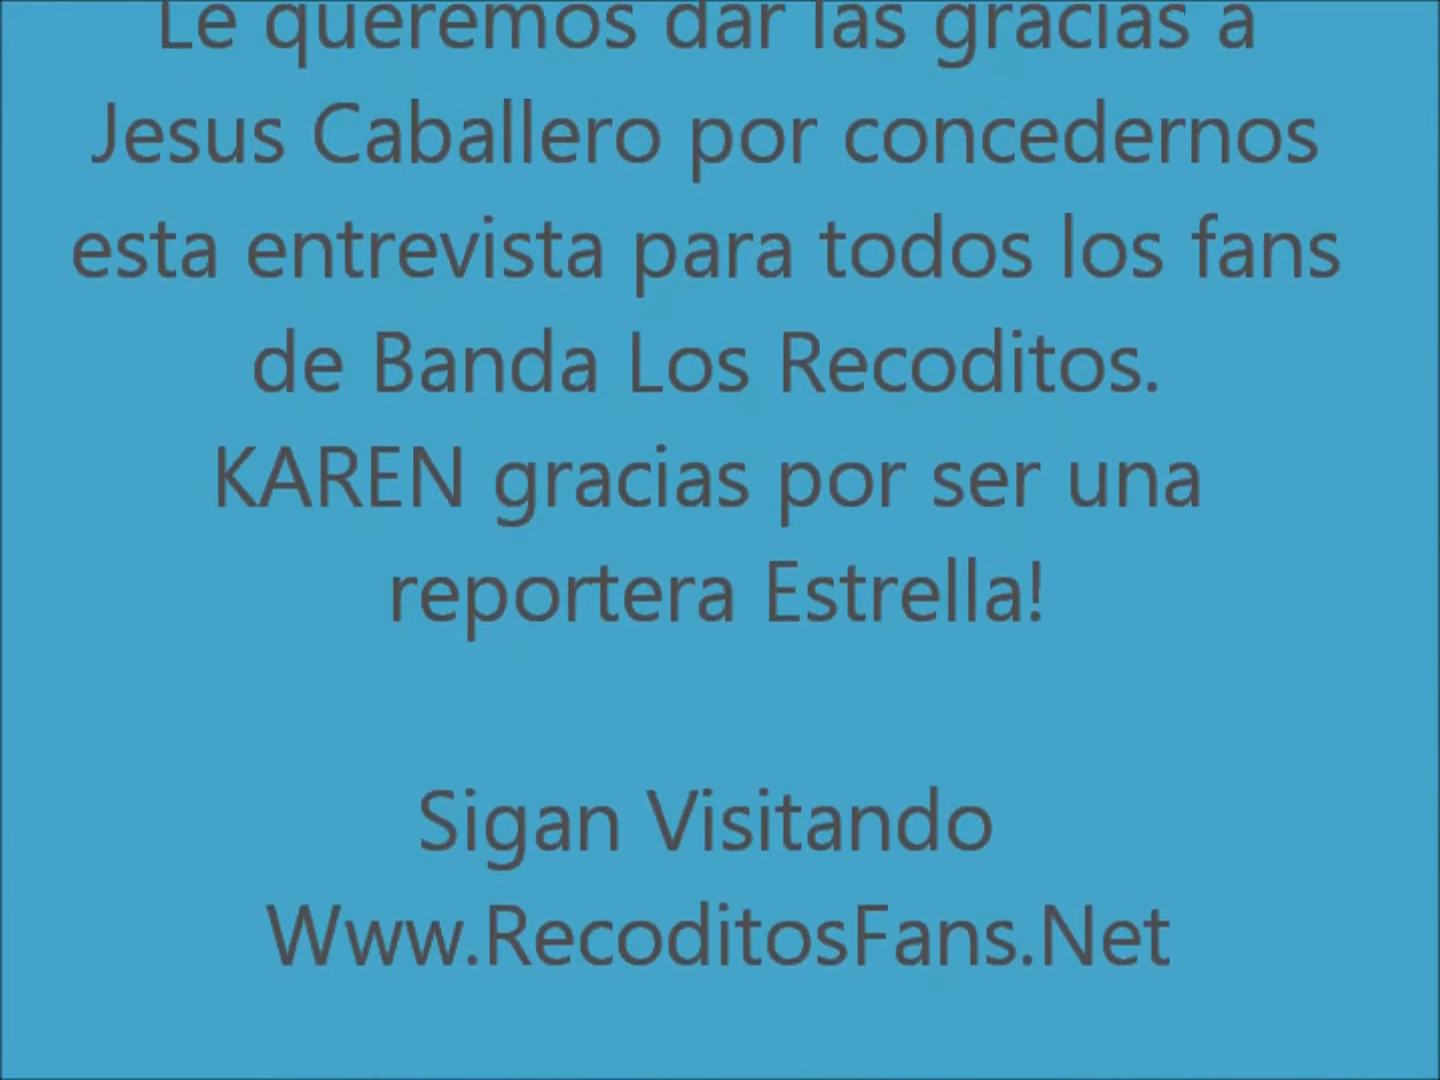 Le queremos dar las gracias a
Jesus Caballero por concedernos
esta entrevista para todos los fans
de Banda Los Recoditos.
KAREN gracias por ser una
reportera Estrella!
Sigan Visitando
Www.RecoditosFans.Net